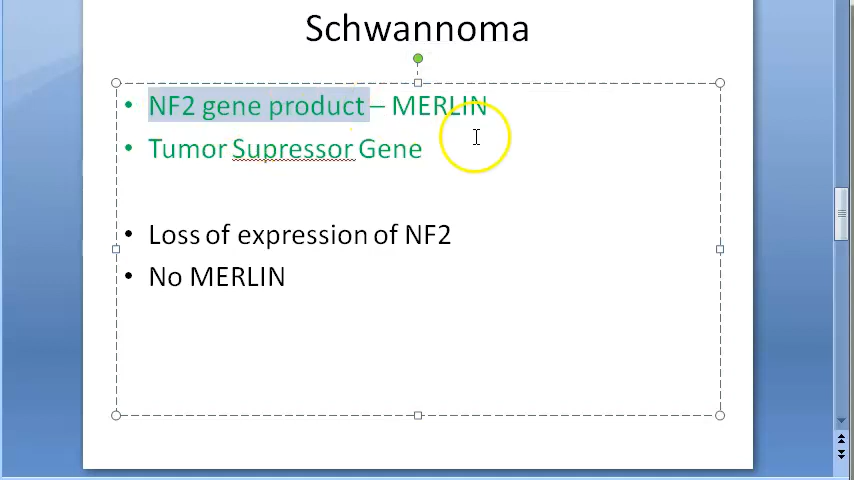 Schwannoma
• NF2 gene product – MERLIN
• Tumor Supressor Gene
• Loss of expression of NF2
• No MERLIN